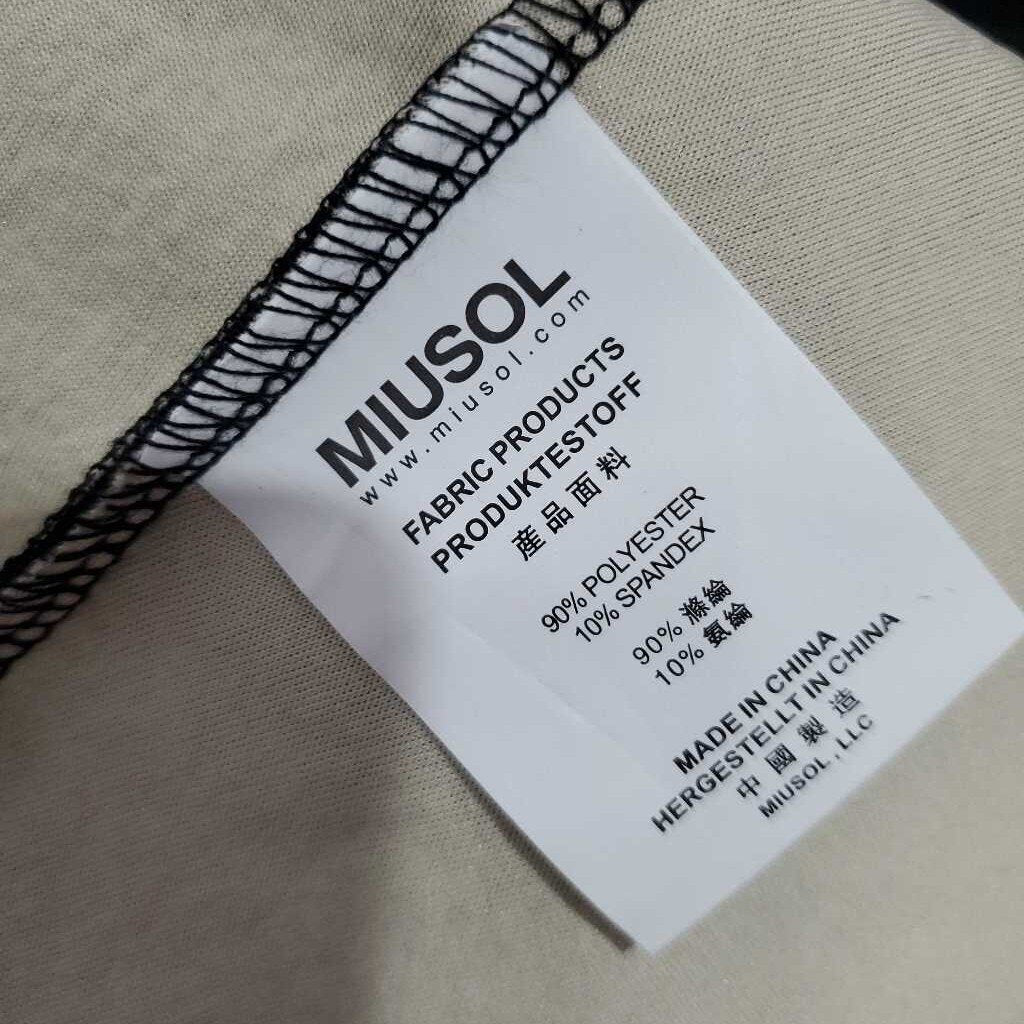 MIUSOL
www.miusol.com
FABRIC PRODUCTS
PRODUKTESTOFF
産品面料
90% POLYESTER
10% SPANDEX
90% 滌綸
10% 氨綸
MADE IN CHINA
HERGESTELLT IN CHINA
中國製造
MIUSOL , LLC